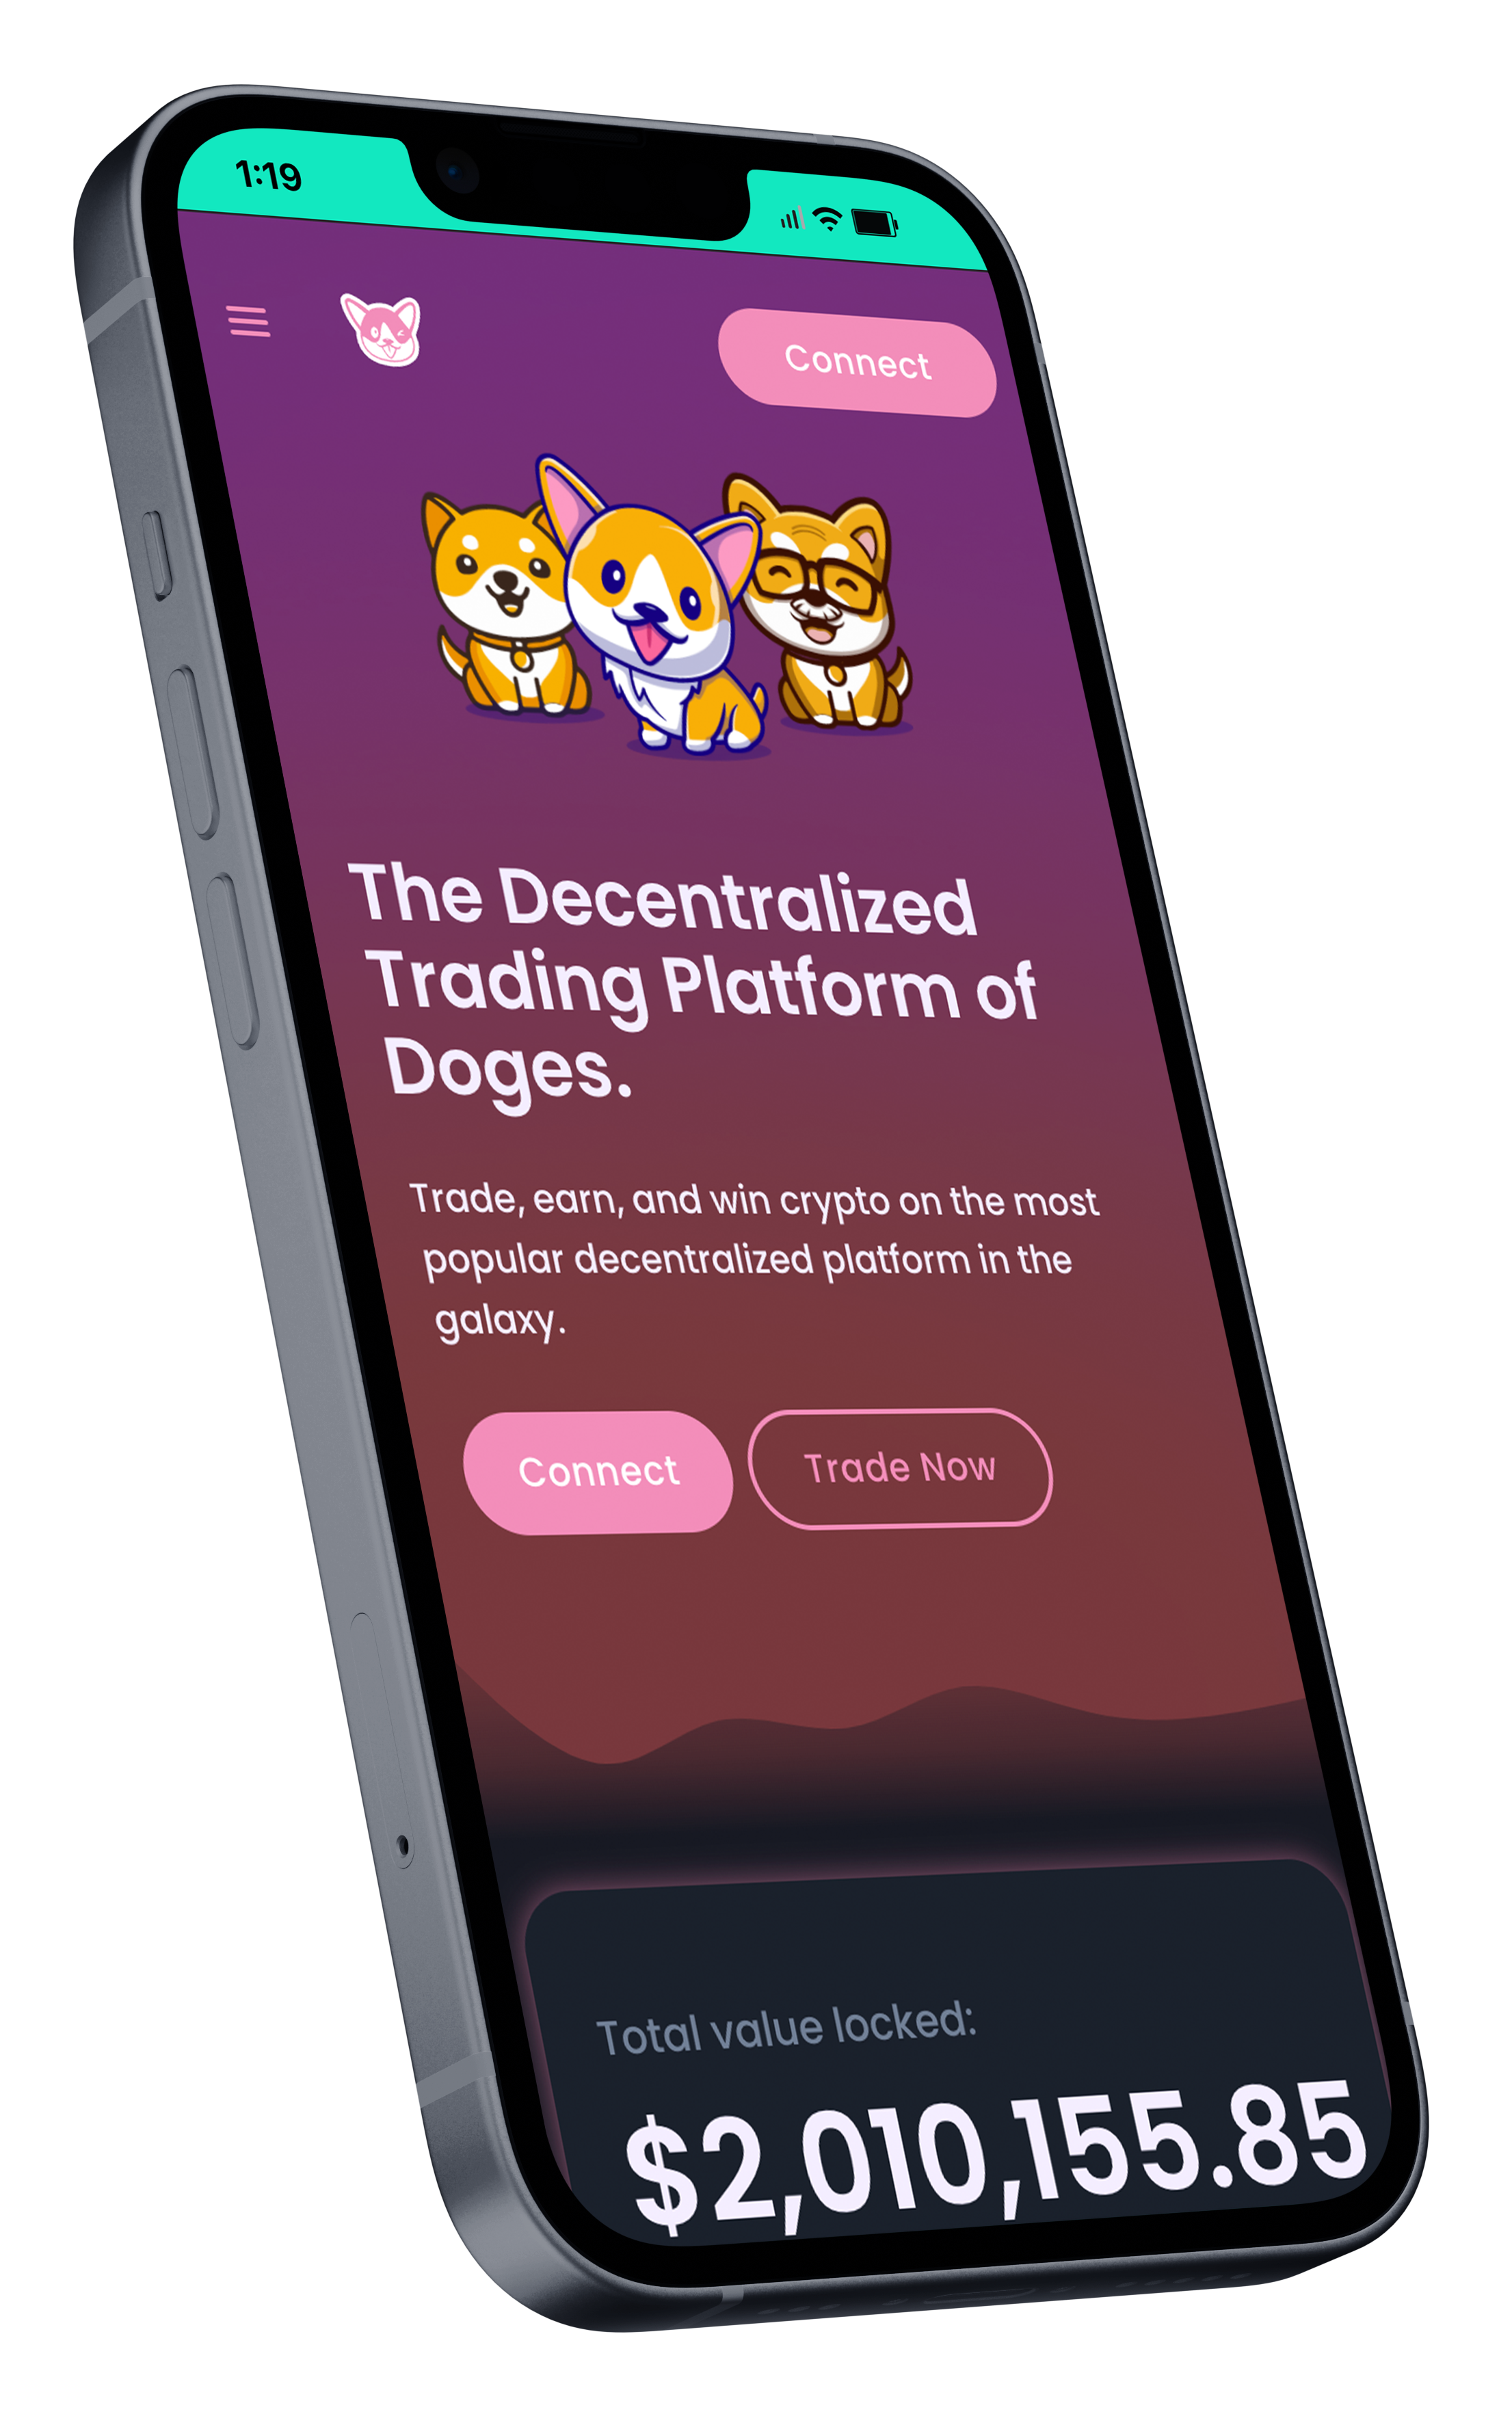 1:19
Connect
The Decentralized
Trading Platform of
Doges.
Trade, earn, and win crypto on the most
popular decentralized platform in the
galaxy.
Connect
Trade Now
Total value locked:
$2,010,155.85